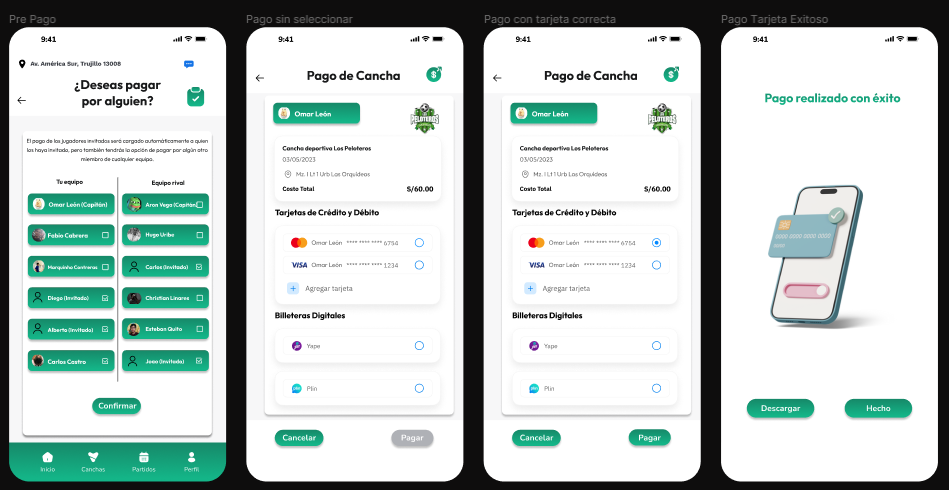 Pre Pago
9:41
Av. América Sur, Trujillo 13008
¿Deseas pagar
por alguien?
El pago de los jugadores invitados será cargado automáticamente a quien
los haya invitado, pero también tendrás la opción de pagar por algún otro
miembro de cualquier equipo.
Tu equipo
Equipo rival
Omar León (Capitán)
Aron Vega (Capitán)
Fabio Cabrera
Hugo Uribe
Marquinho Contreras
Carlos (Invitado)
Diego (Invitado)
Christian Linares
Alberto (Invitado)
Esteban Quito
Carlos Castro
Juan (Invitado)
Confirmar
Inicio
Canchas
Partidos
Perfil
Pago sin seleccionar
9:41
Pago de Cancha
Omar León
PELOTEROS
Cancha deportiva Los Peloteros
03/05/2023
Mz. I Lt 1 Urb Las Orquídeas
Costo Total
S/60.00
Tarjetas de Crédito y Débito
Omar León **** **** **** 6754
VISA Omar León **** **** **** 1234
+ Agregar tarjeta
Billeteras Digitales
Yape
Plin
Cancelar
Pagar
Pago con tarjeta correcta
9:41
Pago de Cancha
Omar León
PELOTEROS
Cancha deportiva Los Peloteros
03/05/2023
Mz. I Lt 1 Urb Las Orquídeas
Costo Total
S/60.00
Tarjetas de Crédito y Débito
Omar León **** **** **** 6754
VISA Omar León **** **** **** 1234
+ Agregar tarjeta
Billeteras Digitales
Yape
Plin
Cancelar
Pagar
Pago Tarjeta Exitoso
9:41
Pago realizado con éxito
Descargar
Hecho